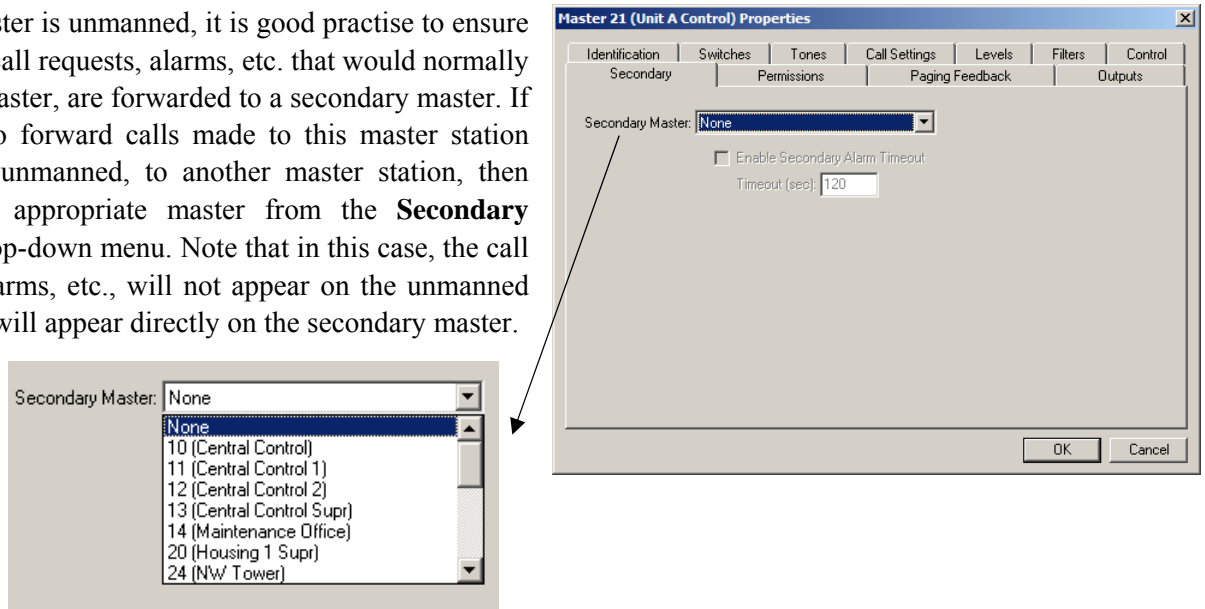 ster is unmanned, it is good practise to ensure
call requests, alarms, etc. that would normally
aster, are forwarded to a secondary master. If
o forward calls made to this master station
unmanned, to another master station, then
appropriate master from the Secondary
op-down menu. Note that in this case, the call
arms, etc., will not appear on the unmanned
will appear directly on the secondary master.
Master 21 (Unit A Control) Properties
Identification Switches Tones Call Settings Levels Filters Control
Secondary Permissions Paging Feedback Outputs
Secondary Master: None
Enable Secondary Alarm Timeout
Timeout (sec): 120
OK Cancel
Secondary Master: None
None
10 (Central Control)
11 (Central Control 1)
12 (Central Control 2)
13 (Central Control Supr)
14 (Maintenance Office)
20 (Housing 1 Supr)
24 (NW Tower)